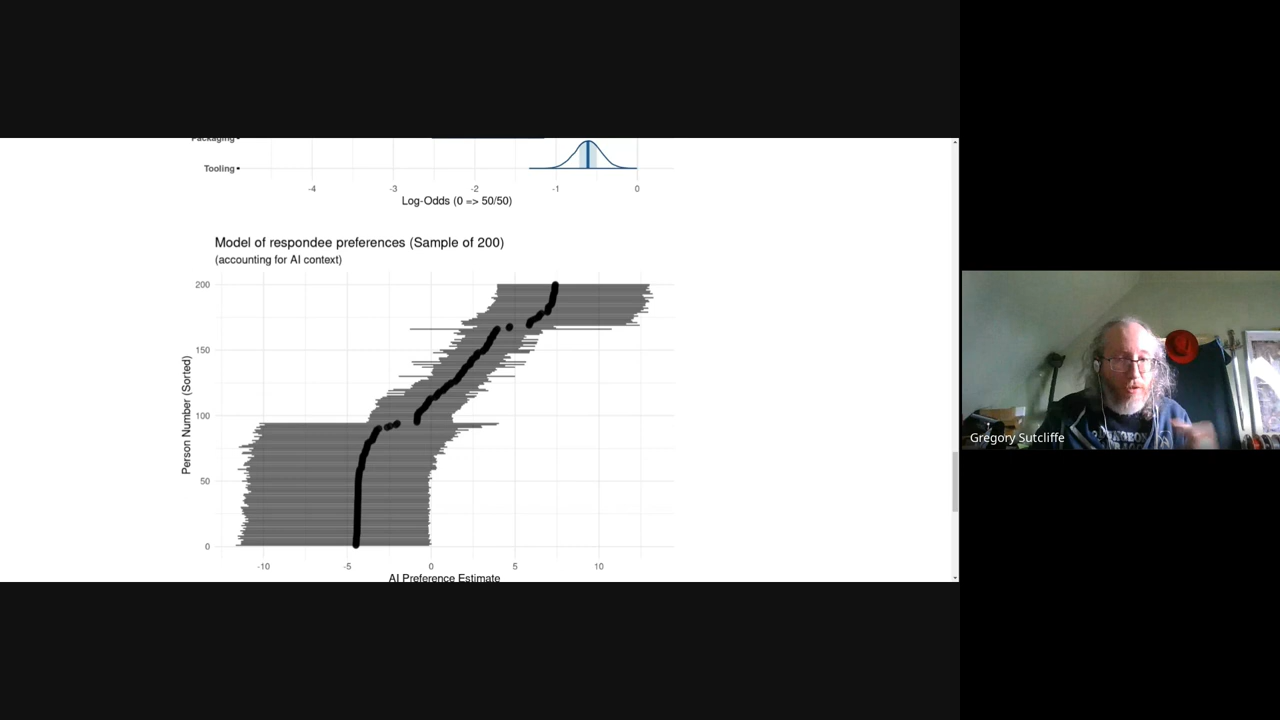 Packaging
Tooling
-4 -3 -2 -1 0
Log-Odds (0 => 50/50)
Model of respondee preferences (Sample of 200)
(accounting for AI context)
200
150
100
50
0
Person Number (Sorted)
-10 -5 0 5 10
AI Preference Estimate
Gregory Sutcliffe